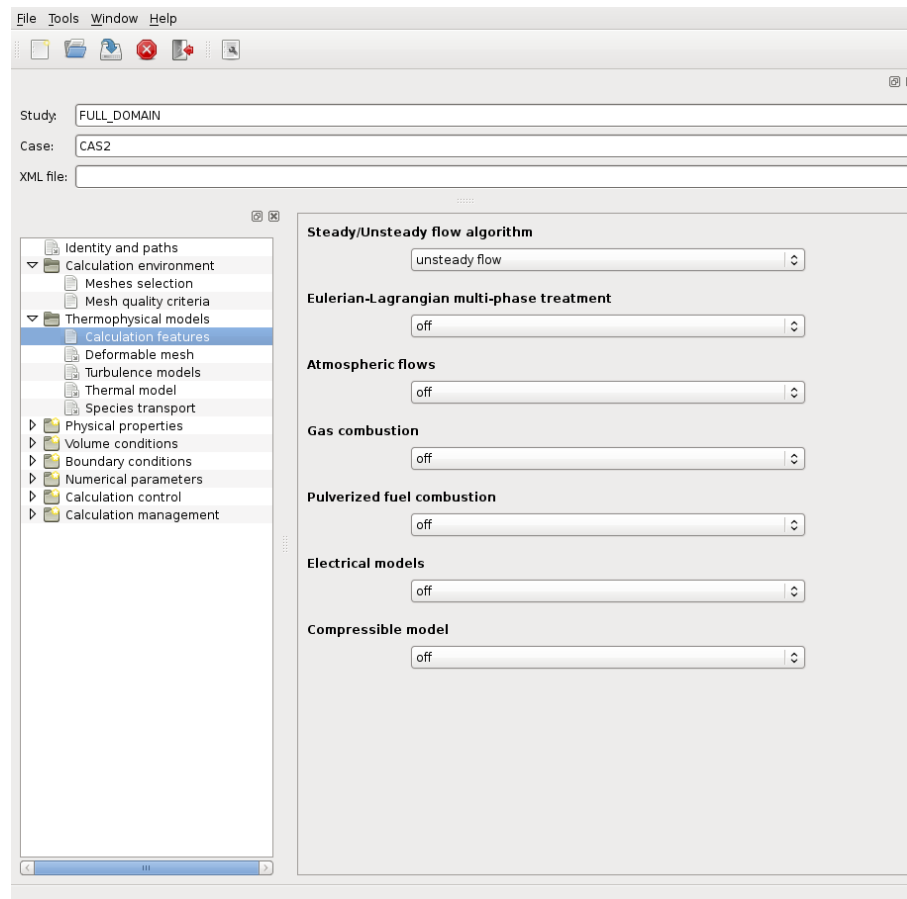 File Tools Window Help
Study: FULL_DOMAIN
Case: CAS2
XML file:
Identity and paths
Calculation environment
Meshes selection
Mesh quality criteria
Thermophysical models
Calculation features
Deformable mesh
Turbulence models
Thermal model
Species transport
Physical properties
Volume conditions
Boundary conditions
Numerical parameters
Calculation control
Calculation management
Steady/Unsteady flow algorithm
unsteady flow
Eulerian-Lagrangian multi-phase treatment
off
Atmospheric flows
off
Gas combustion
off
Pulverized fuel combustion
off
Electrical models
off
Compressible model
off